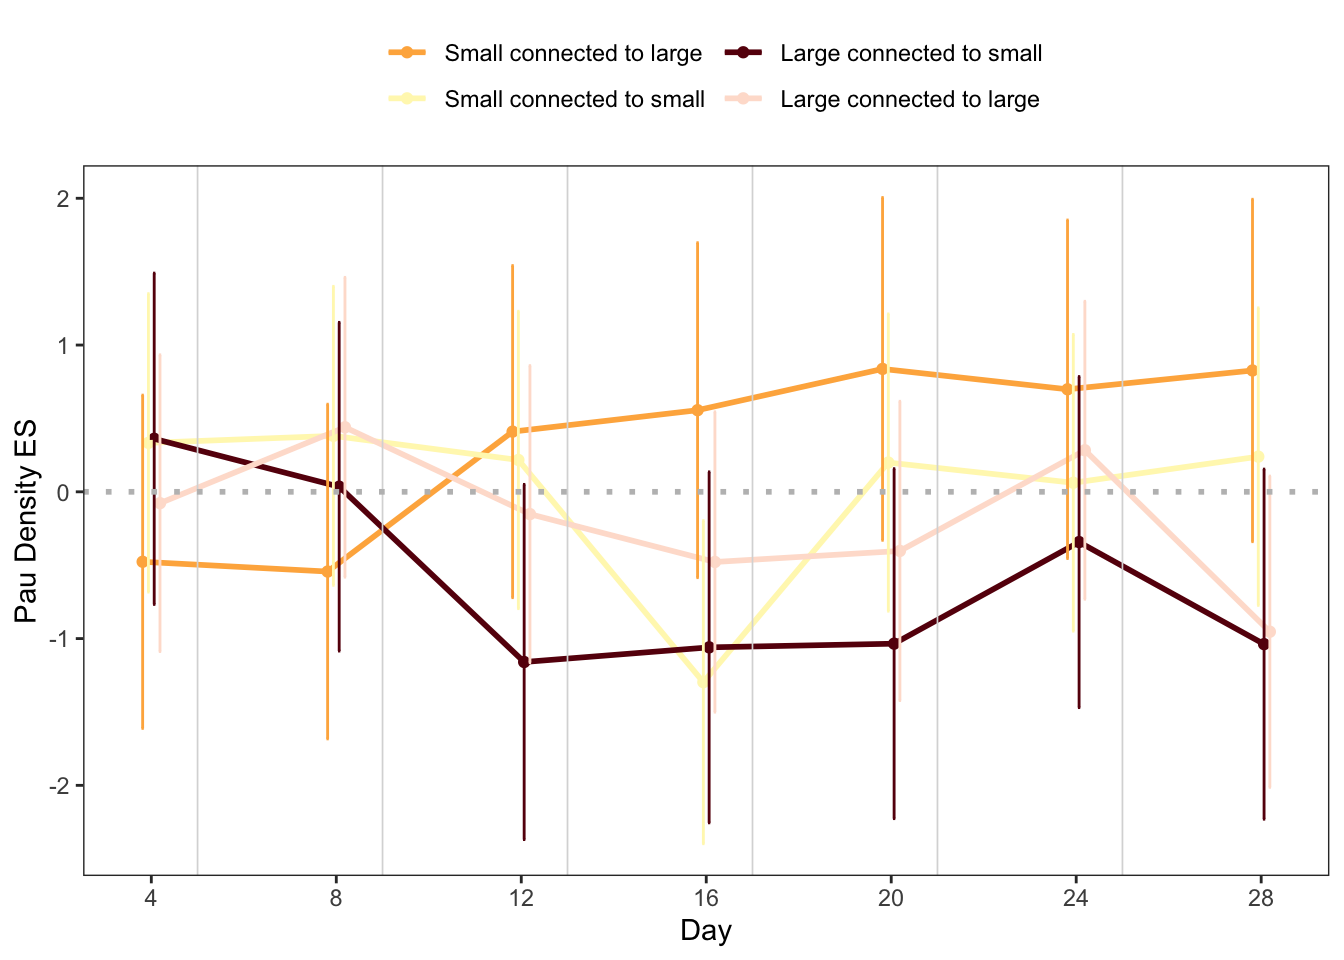 Small connected to large
Large connected to small
Small connected to small
Large connected to large
Pau Density ES
2
1
0
-1
-2
4 8 12 16 20 24 28
Day